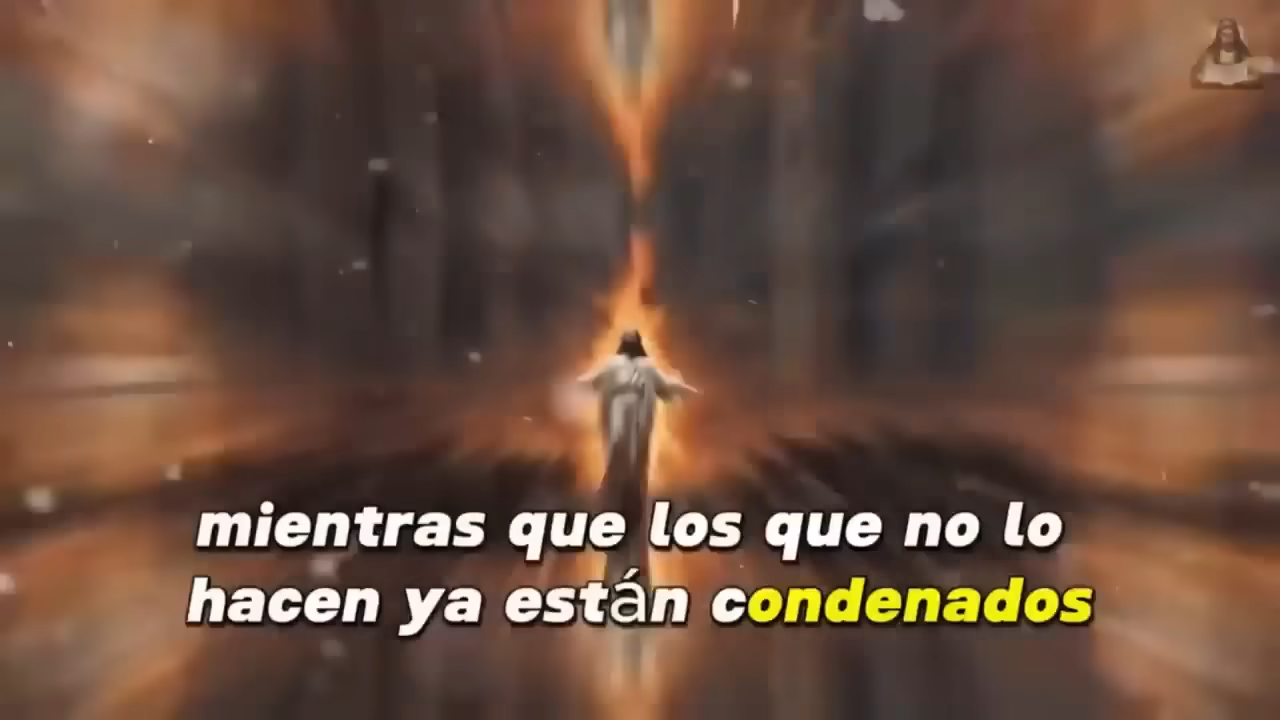 mientras que los que no lo
hacen ya están condenados